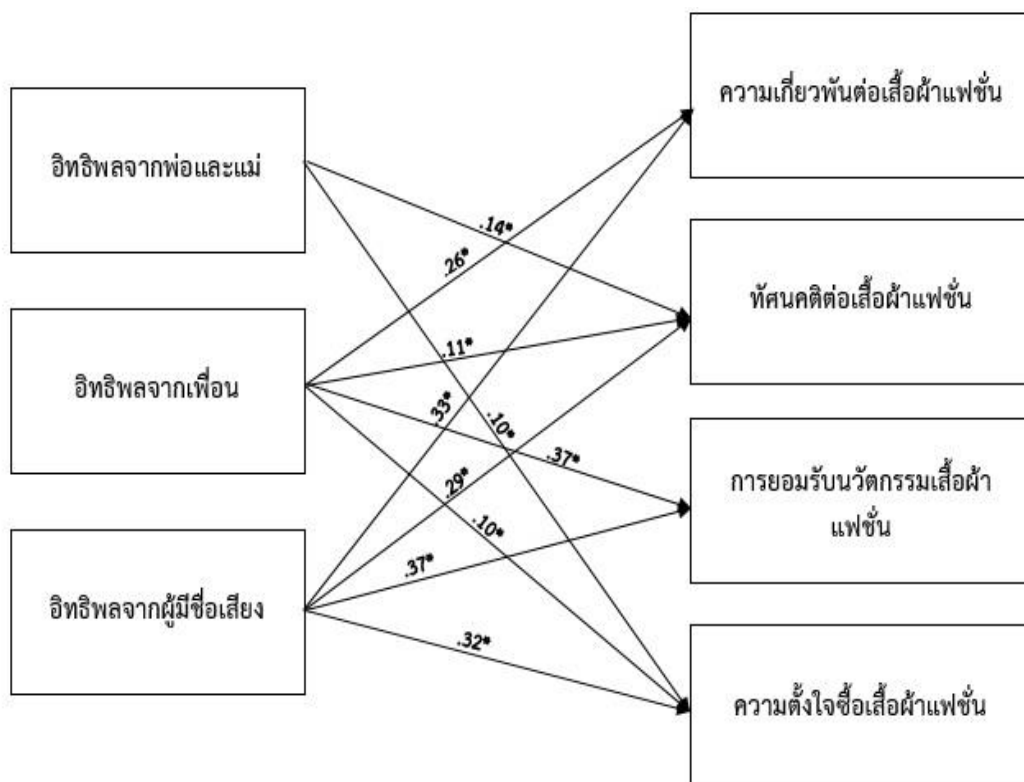 ความเกี่ยวพันต่อเสื้อผ้าแฟชั่น
อิทธิพลจากพ่อและแม่
.14*
.26*
ทัศนคติต่อเสื้อผ้าแฟชั่น
.11*
อิทธิพลจากเพื่อน
.33*
.10*
.37*
.29*
การยอมรับนวัตกรรมเสื้อผ้า
แฟชั่น
.10*
.37*
อิทธิพลจากผู้มีชื่อเสียง
.32*
ความตั้งใจซื้อเสื้อผ้าแฟชั่น